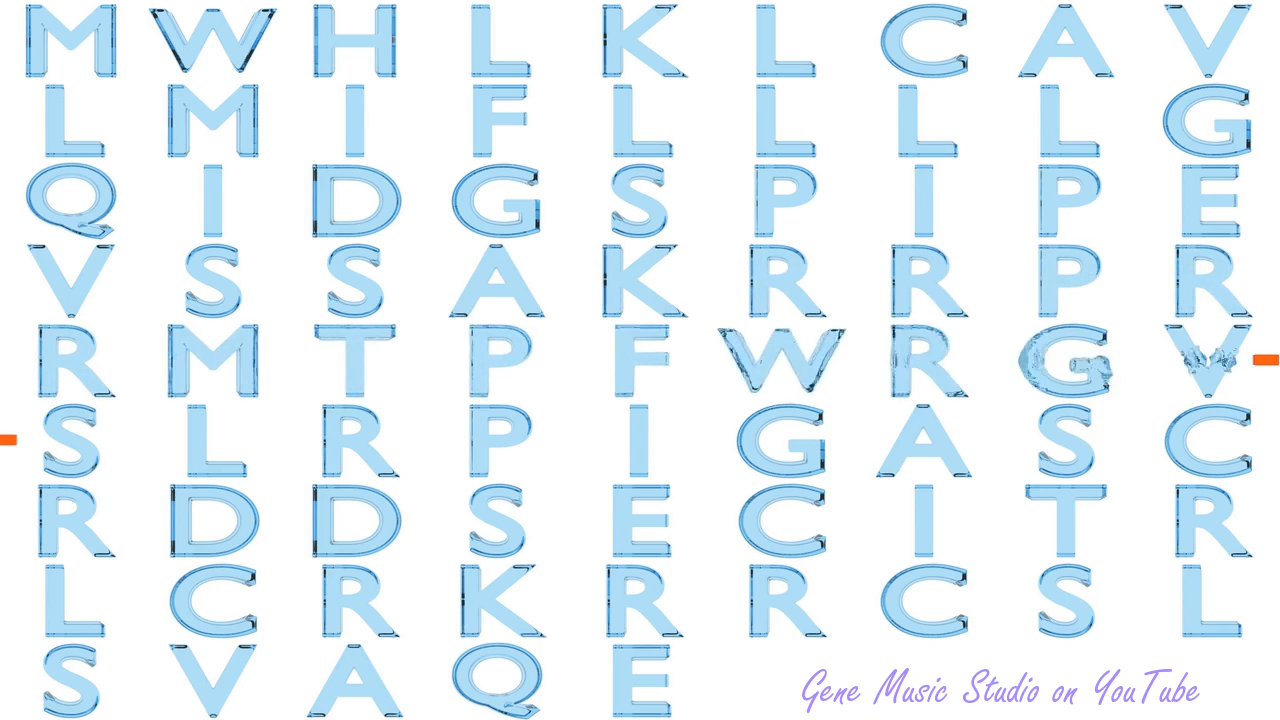 M W H L K L C A V
L M I F L L L L G
Q I D G S P I P E
V S S A K R R P R
R M T P F W R G V
S L R P I G A S C
R D D S E C I T R
L C R K R R C S L
S V A Q E
Gene Music Studio on YouTube